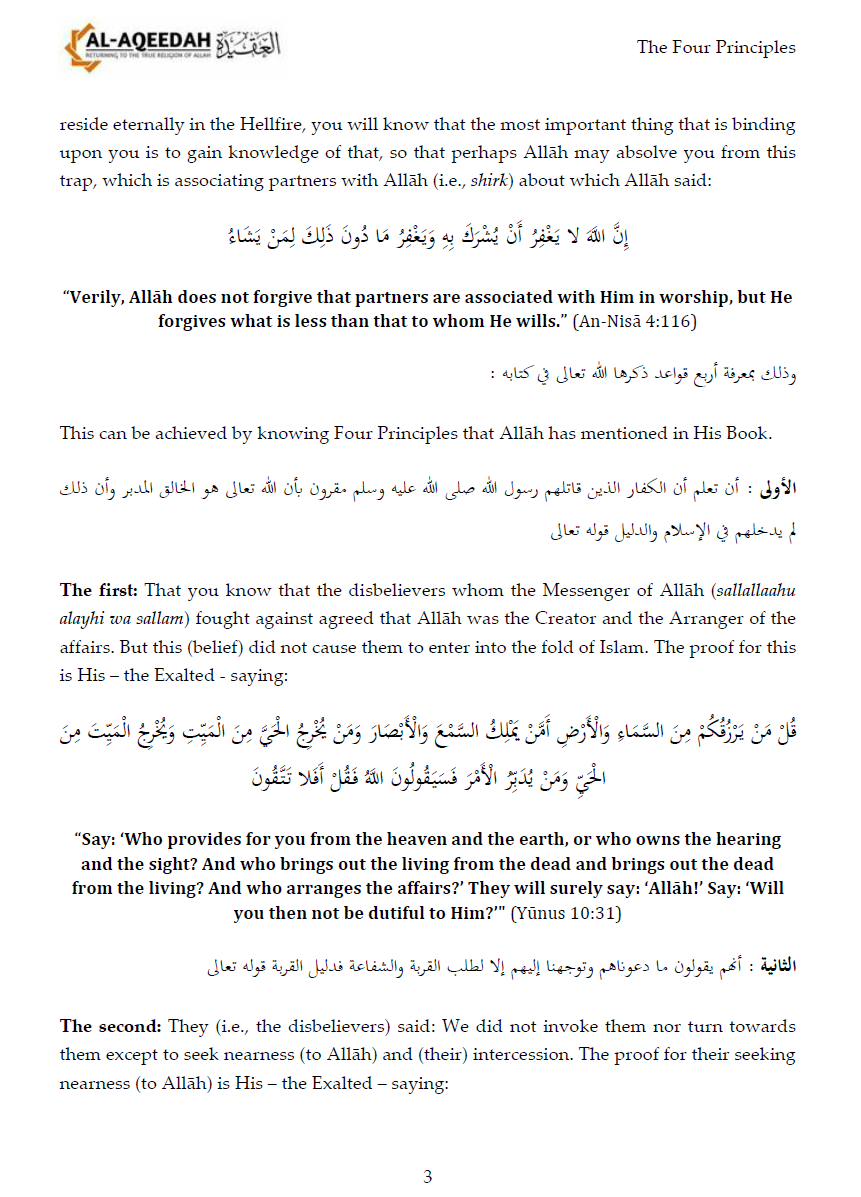 AL-AQEEDAH العقيدة
RETURNING TO THE TRUE RELIGION OF ALLAH
The Four Principles
reside eternally in the Hellfire, you will know that the most important thing that is binding
upon you is to gain knowledge of that, so that perhaps Allāh may absolve you from this
trap, which is associating partners with Allāh (i.e., shirk) about which Allāh said:
إِنَّ اللَّهَ لا يَغْفِرُ أَنْ يُشْرَكَ بِهِ وَيَغْفِرُ مَا دُونَ ذَلِكَ لِمَنْ يَشَاءُ
“Verily, Allāh does not forgive that partners are associated with Him in worship, but He
forgives what is less than that to whom He wills.” (An-Nisā 4:116)
وذلك بمعرفة أربع قواعد ذكرها الله تعالى في كتابه :
This can be achieved by knowing Four Principles that Allāh has mentioned in His Book.
الأولى : أن تعلم أن الكفار الذين قاتلهم رسول الله صلى الله عليه وسلم مقرون بأن الله تعالى هو الخالق المدبر وأن ذلك
لم يدخلهم في الإسلام والدليل قوله تعالى
The first: That you know that the disbelievers whom the Messenger of Allāh (sallallaahu
alayhi wa sallam) fought against agreed that Allāh was the Creator and the Arranger of the
affairs. But this (belief) did not cause them to enter into the fold of Islam. The proof for this
is His – the Exalted - saying:
قُلْ مَنْ يَرْزُقُكُمْ مِنَ السَّمَاءِ وَالْأَرْضِ أَمَّنْ يَمْلِكُ السَّمْعَ وَالْأَبْصَارَ وَمَنْ يُخْرِجُ الْحَيَّ مِنَ الْمَيِّتِ وَيُخْرِجُ الْمَيِّتَ مِنَ
الْحَيِّ وَمَنْ يُدَبِّرُ الْأَمْرَ فَسَيَقُولُونَ اللَّهُ فَقُلْ أَفَلا تَتَّقُونَ
“Say: ‘Who provides for you from the heaven and the earth, or who owns the hearing
and the sight? And who brings out the living from the dead and brings out the dead
from the living? And who arranges the affairs?’ They will surely say: ‘Allāh!’ Say: ‘Will
you then not be dutiful to Him?’" (Yūnus 10:31)
الثانية : أنهم يقولون ما دعوناهم وتوجهنا إليهم إلا لطلب القربة والشفاعة فدليل القربة قوله تعالى
The second: They (i.e., the disbelievers) said: We did not invoke them nor turn towards
them except to seek nearness (to Allāh) and (their) intercession. The proof for their seeking
nearness (to Allāh) is His – the Exalted – saying:
3